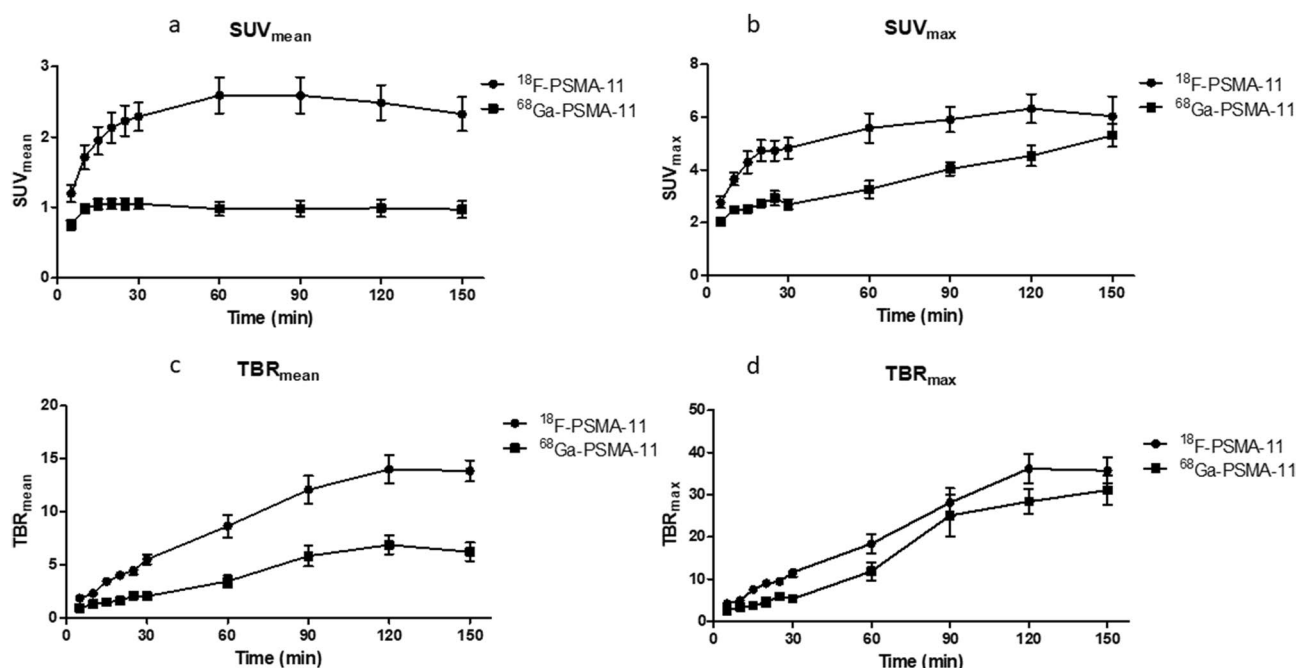 a
SUVmean
3
2
1
0
SUVmean
0 30 60 90 120 150
Time (min)
18F-PSMA-11
68Ga-PSMA-11
b
SUVmax
8
6
4
2
0
SUVmax
0 30 60 90 120 150
Time (min)
18F-PSMA-11
68Ga-PSMA-11
c
TBRmean
20
15
10
5
0
TBRmean
0 30 60 90 120 150
Time (min)
18F-PSMA-11
68Ga-PSMA-11
d
TBRmax
50
40
30
20
10
0
TBRmax
0 30 60 90 120 150
Time (min)
18F-PSMA-11
68Ga-PSMA-11